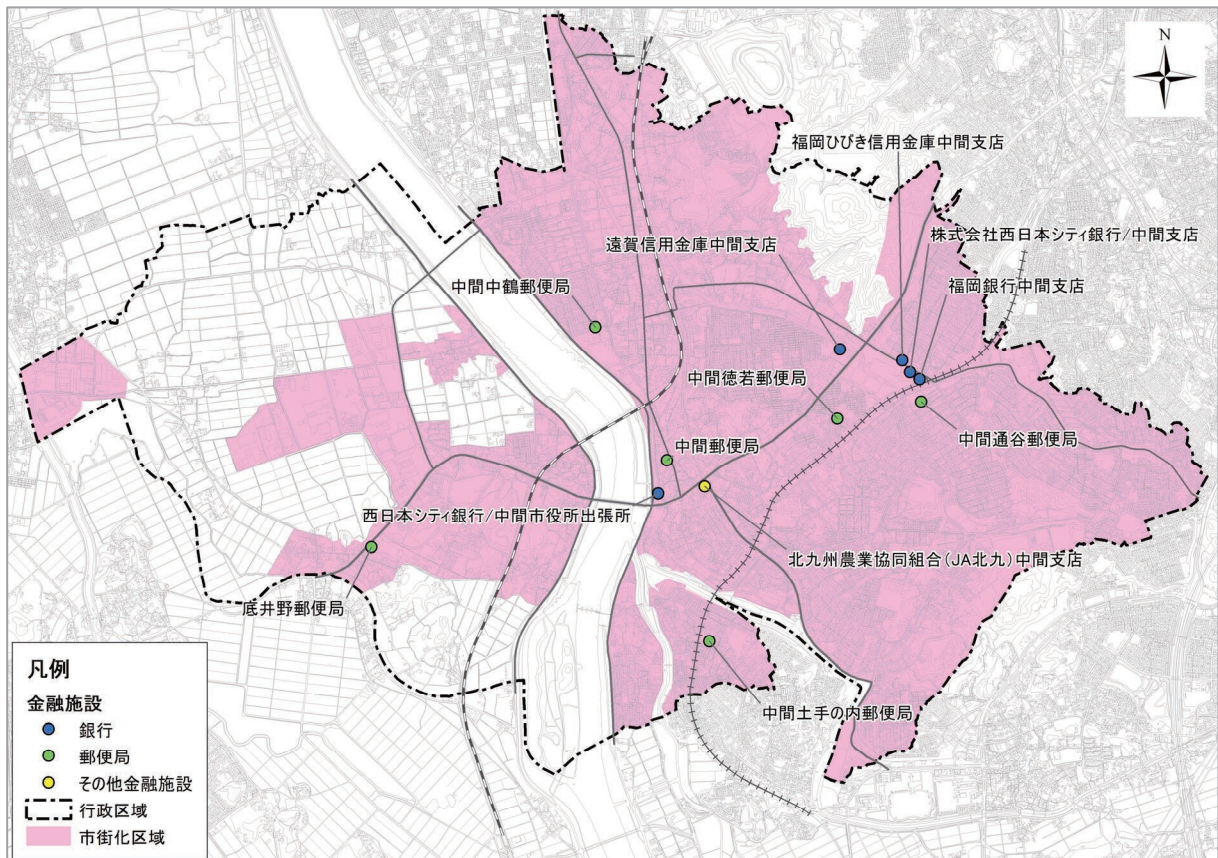 N
福岡ひびき信用金庫中間支店
株式会社西日本シティ銀行/中間支店
遠賀信用金庫中間支店
福岡銀行中間支店
中間中鶴郵便局
中間徳若郵便局
中間通谷郵便局
中間郵便局
西日本シティ銀行/中間市役所出張所
北九州農業協同組合(JA北九)中間支店
底井野郵便局
中間土手の内郵便局
凡例
金融施設
銀行
郵便局
その他金融施設
行政区域
市街化区域